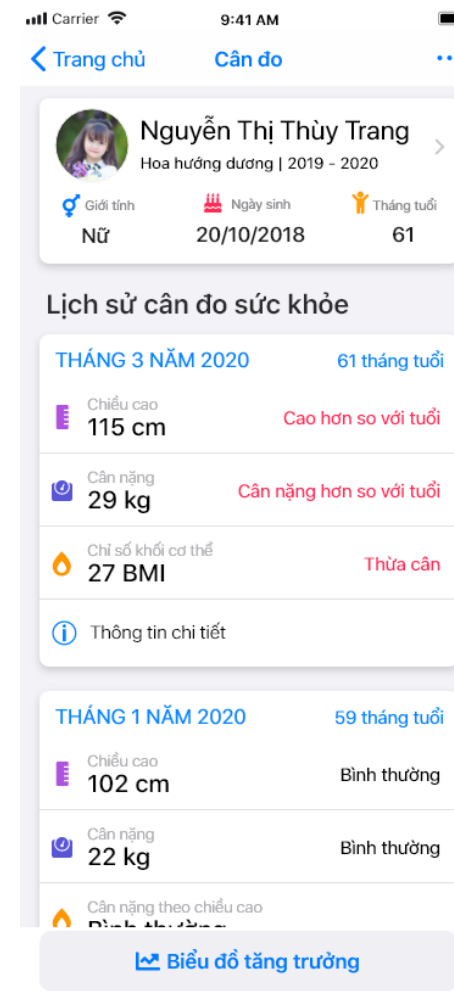 Carrier 9:41 AM
Trang chủ Cân đo
Nguyễn Thị Thùy Trang
Hoa hướng dương | 2019 - 2020
Giới tính Ngày sinh Tháng tuổi
Nữ 20/10/2018 61
Lịch sử cân đo sức khỏe
THÁNG 3 NĂM 2020 61 tháng tuổi
Chiều cao
115 cm Cao hơn so với tuổi
Cân nặng
29 kg Cân nặng hơn so với tuổi
Chỉ số khối cơ thể
27 BMI Thừa cân
Thông tin chi tiết
THÁNG 1 NĂM 2020 59 tháng tuổi
Chiều cao
102 cm Bình thường
Cân nặng
22 kg Bình thường
Cân nặng theo chiều cao
Bình thường
Biểu đồ tăng trưởng